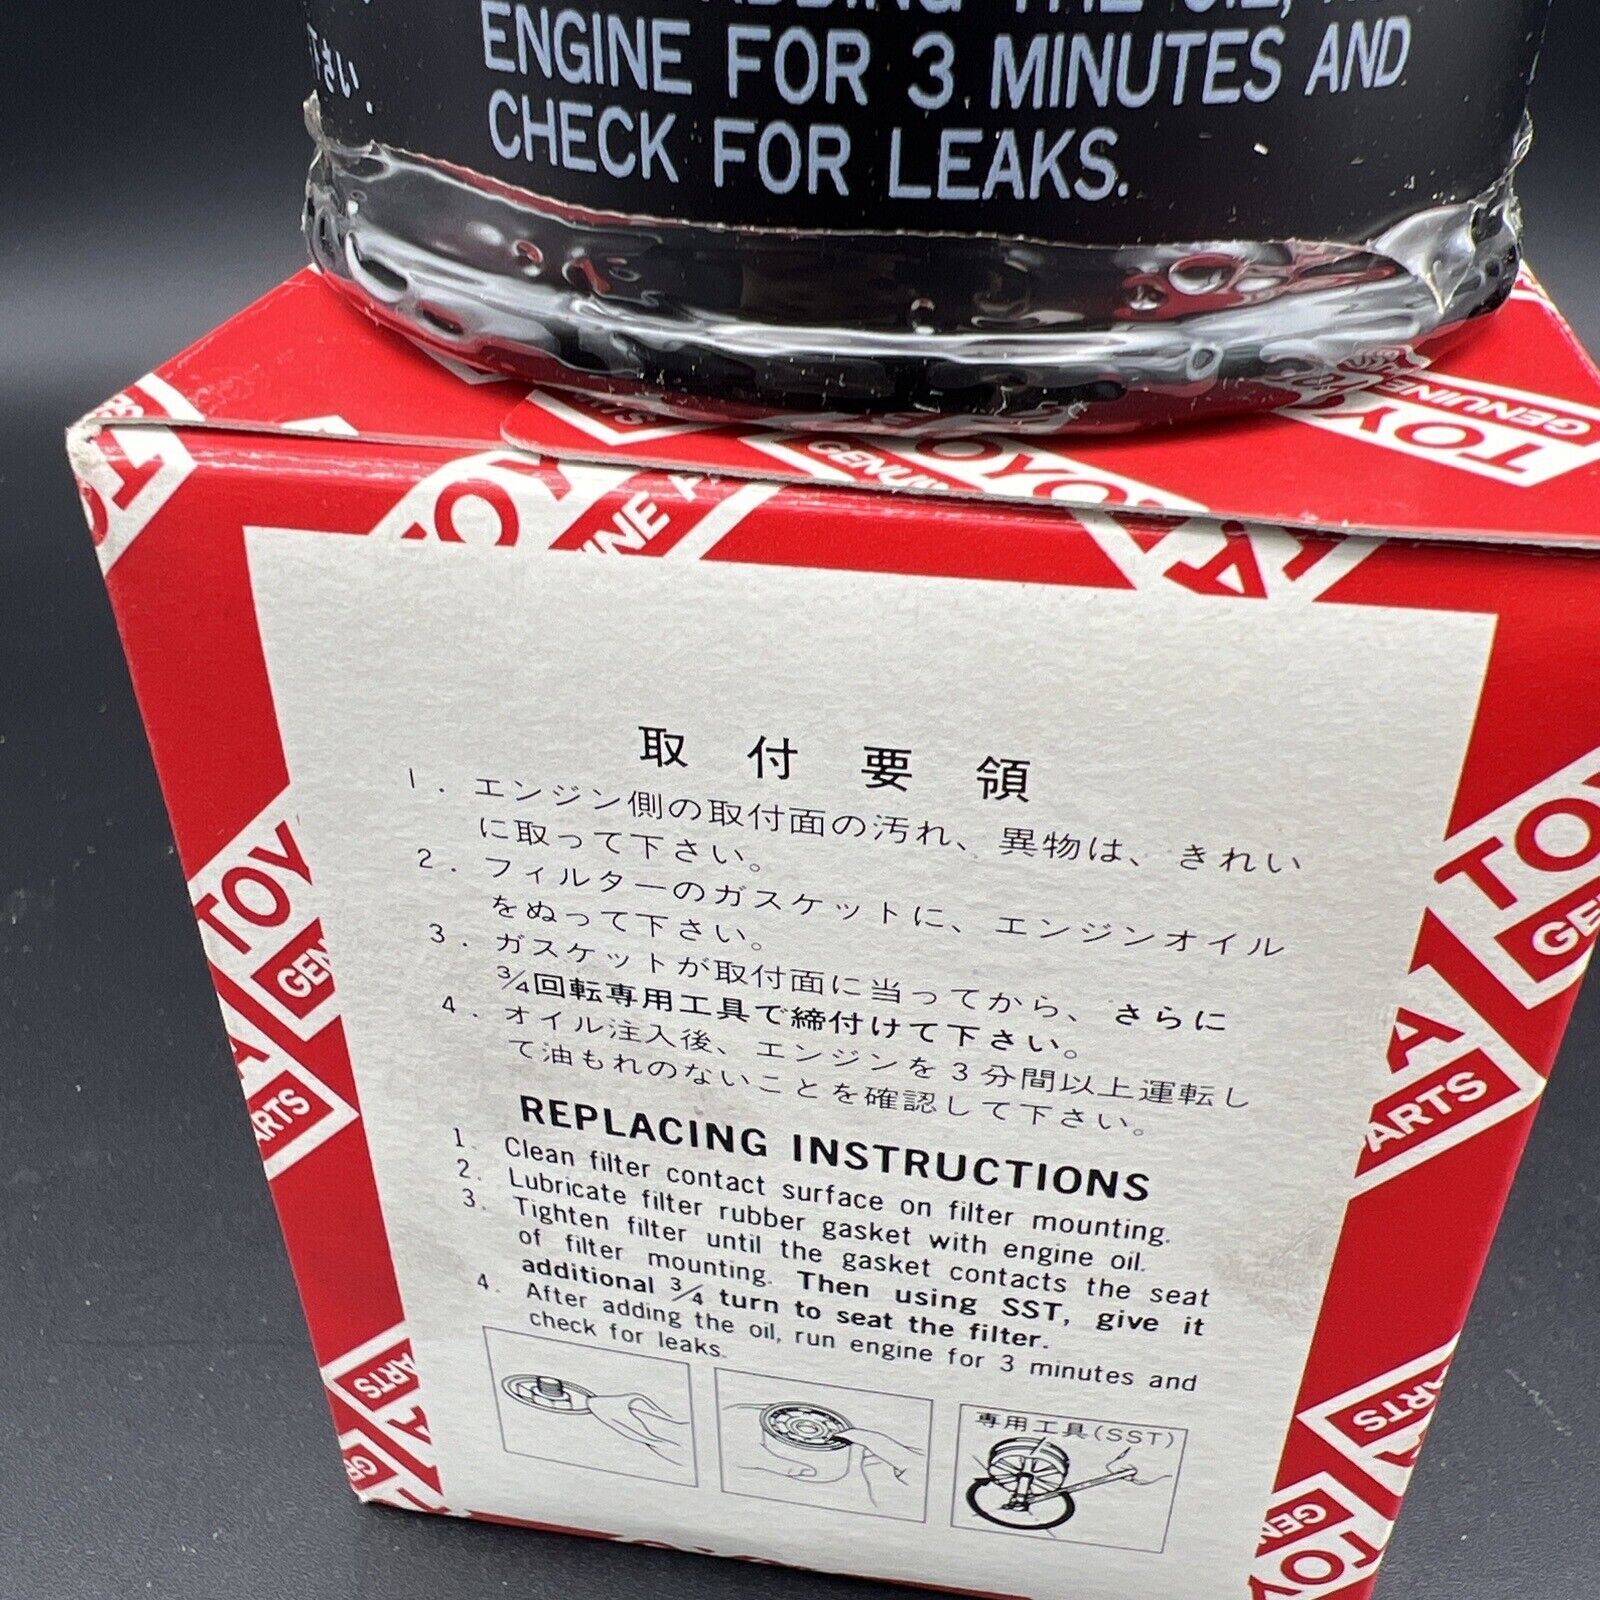 下さい.
ENGINE FOR 3 MINUTES AND
CHECK FOR LEAKS.
TOY
GENUINE
取付要領
1. エンジン側の取付面の汚れ、異物は、きれい
に取って下さい。
2. フィルターのガスケットに、エンジンオイル
をぬって下さい。
3. ガスケットが取付面に当ってから、さらに
3/4回転専用工具で締付けて下さい。
4. オイル注入後、エンジンを3分間以上運転し
て油もれのないことを確認して下さい。
REPLACING INSTRUCTIONS
1. Clean filter contact surface on filter mounting.
2. Lubricate filter rubber gasket with engine oil.
3. Tighten filter until the gasket contacts the seat
of filter mounting. Then using SST, give it
additional 3/4 turn to seat the filter.
4. After adding the oil, run engine for 3 minutes and
check for leaks.
専用工具(SST)
TOY
GEN
ARTS
ARTS